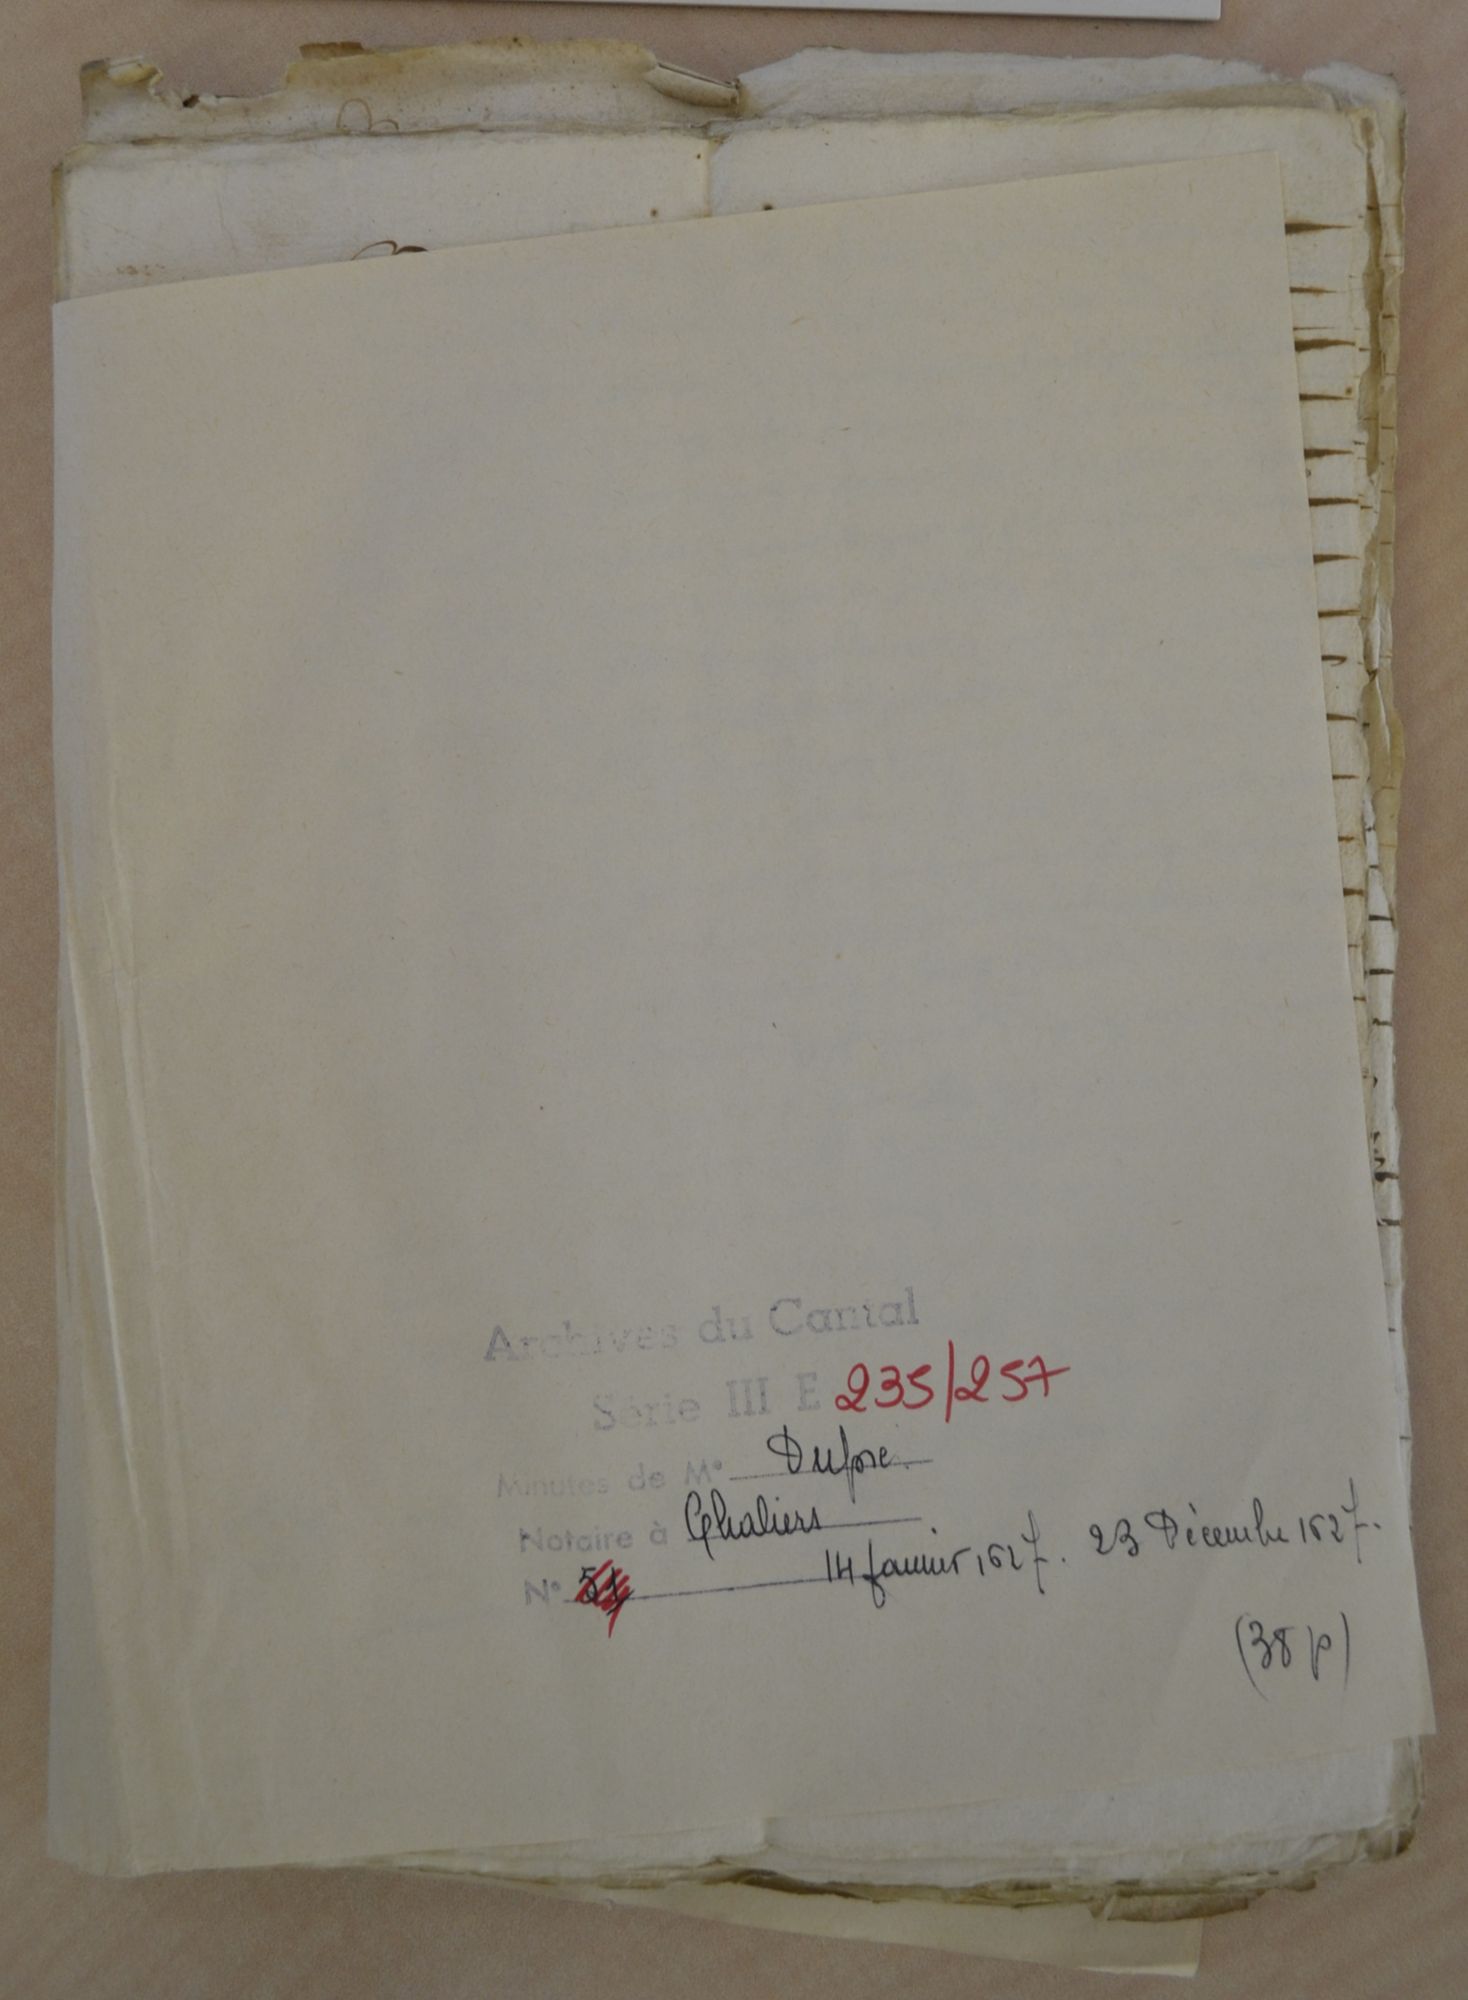 Archives du Cantal
Série III E 235/257
Minutes de Me Dufore.
Notaire à Chaliers
N° 51 14 Janvier 1627. 23 Décembre 1627.
(38 p)